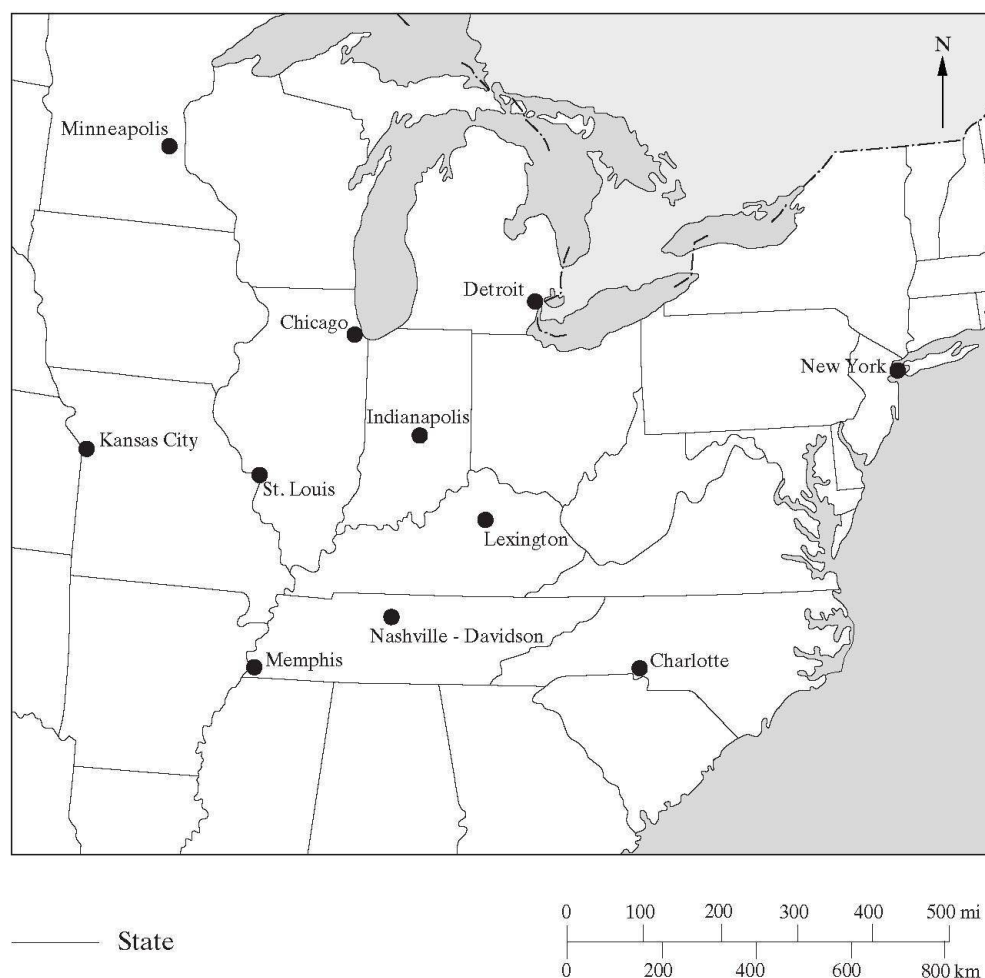 N
Minneapolis
Detroit
Chicago
New York
Indianapolis
Kansas City
St. Louis
Lexington
Nashville - Davidson
Memphis
Charlotte
0 100 200 300 400 500 mi
State
0 200 400 600 800 km